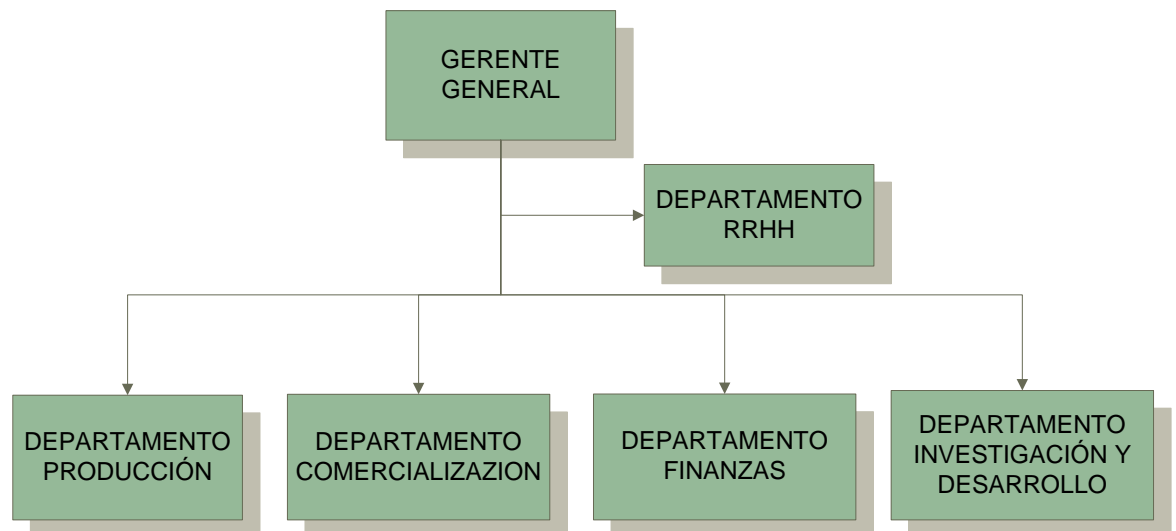 GERENTE
GENERAL
DEPARTAMENTO
RRHH
DEPARTAMENTO
PRODUCCIÓN
DEPARTAMENTO
COMERCIALIZAZION
DEPARTAMENTO
FINANZAS
DEPARTAMENTO
INVESTIGACIÓN Y
DESARROLLO